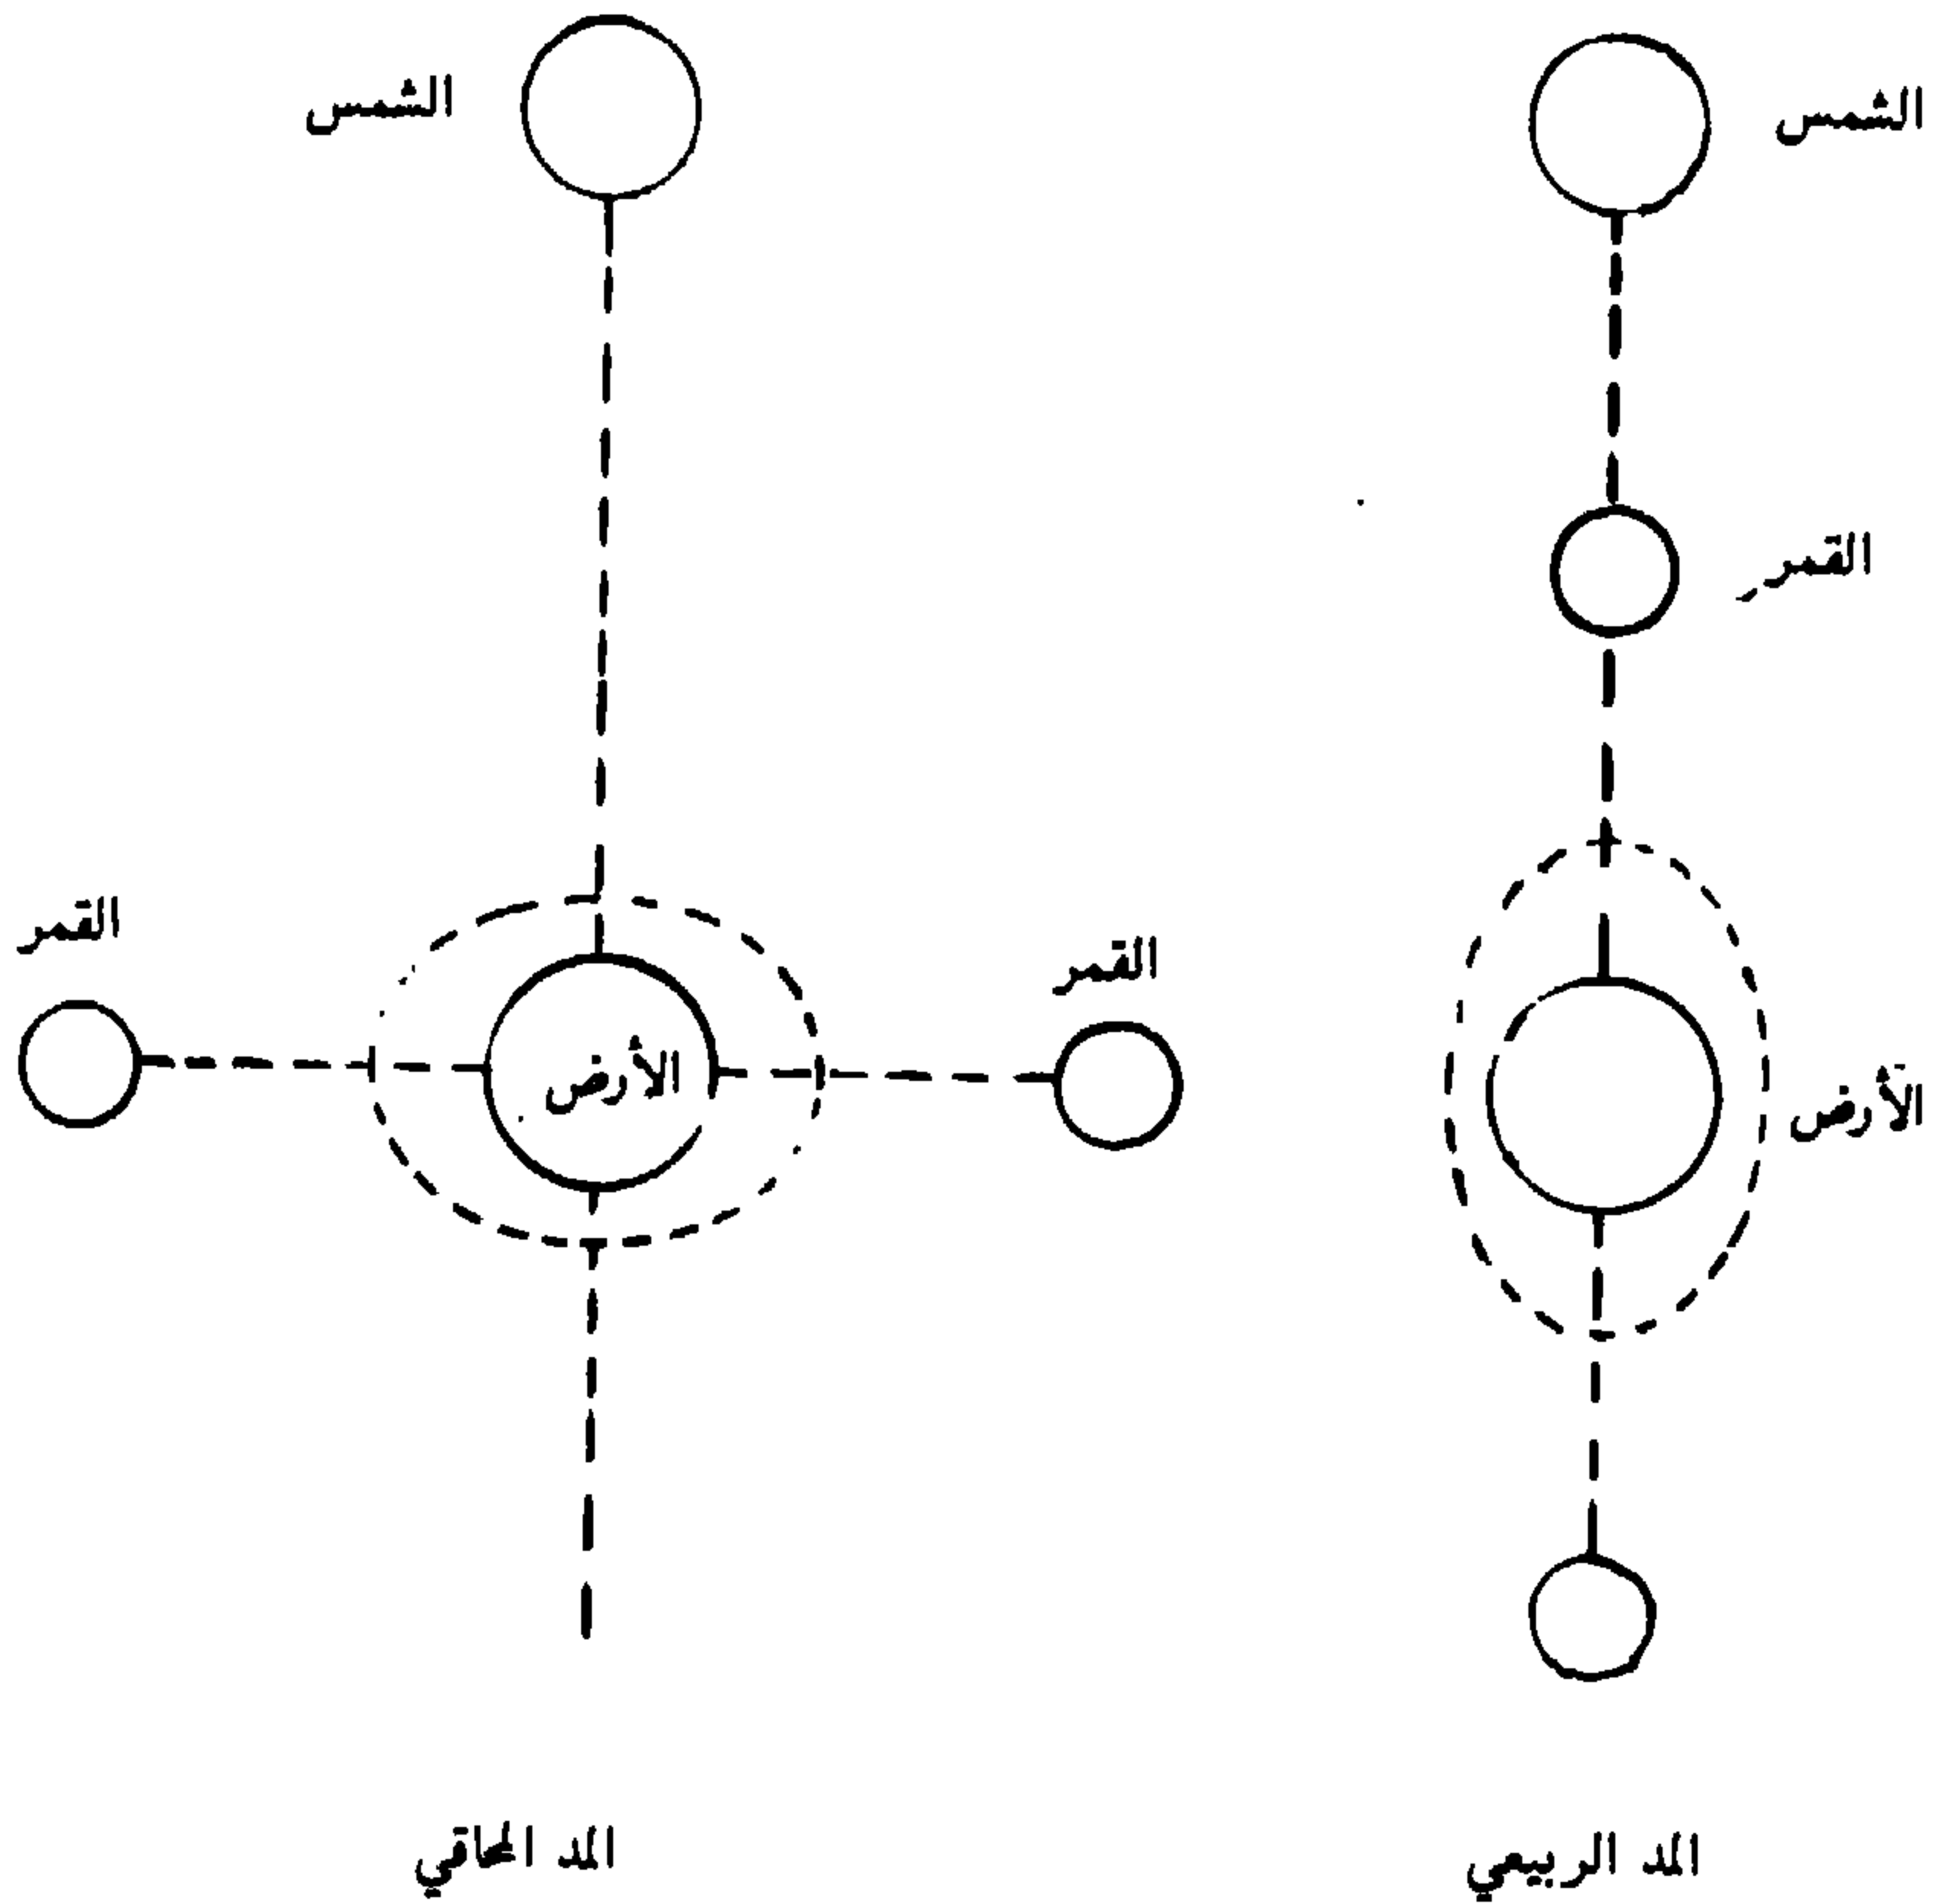 الشمس
الشمس
القمر
القمر
القمر
الأرض
الأرض
المد الربيعي
المد المحاقي